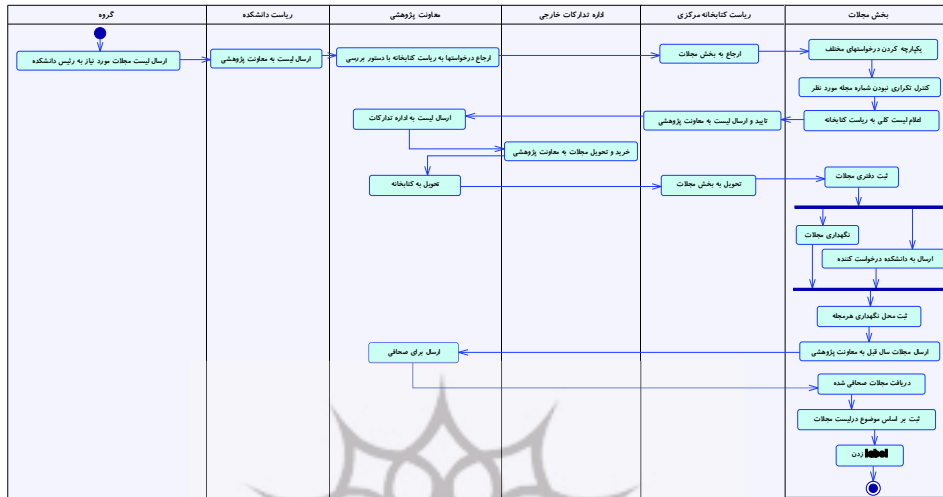 بخش مجلات
ریاست کتابخانه مرکزی
اداره تدارکات خارجی
معاونت پژوهشی
ریاست دانشکده
گروه
ارسال لیست مجلات مورد نیاز به رئیس دانشکده
ارسال لیست به معاونت پژوهشی
ارجاع درخواستها به ریاست کتابخانه با دستور بررسی
ارجاع به بخش مجلات
یکپارچه کردن درخواستهای مختلف
کنترل تکراری نبودن شماره مجله مورد نظر
اعلام لیست کلی به ریاست کتابخانه
تایید و ارسال لیست به معاونت پژوهشی
ارسال لیست به اداره تدارکات
خرید و تحویل مجلات به معاونت پژوهشی
تحویل به کتابخانه
تحویل به بخش مجلات
ثبت دفتری مجلات
نگهداری مجلات
ارسال به دانشکده درخواست کننده
ثبت محل نگهداری هرمجله
ارسال مجلات سال قبل به معاونت پژوهشی
ارسال برای صحافی
دریافت مجلات صحافی شده
ثبت بر اساس موضوع درلیست مجلات
label زدن